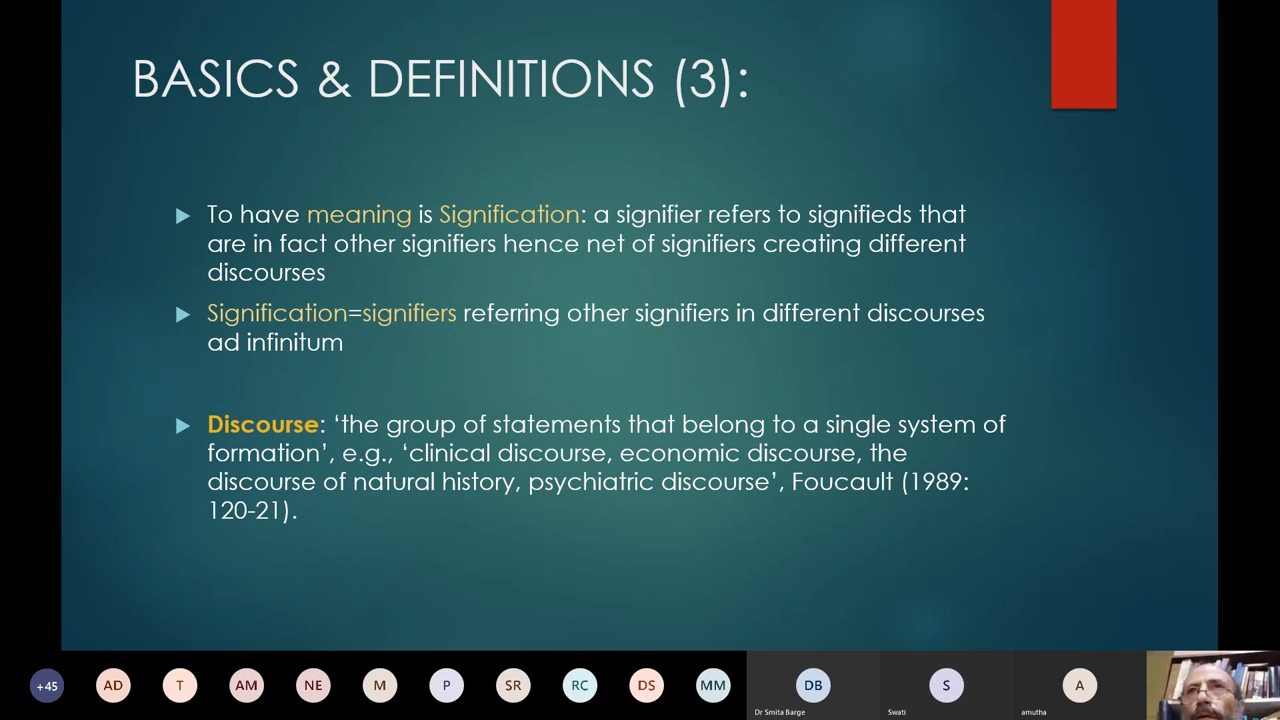 BASICS & DEFINITIONS (3):
To have meaning is Signification: a signifier refers to signifieds that
are in fact other signifiers hence net of signifiers creating different
discourses
Signification=signifiers referring other signifiers in different discourses
ad infinitum
Discourse: ‘the group of statements that belong to a single system of
formation’, e.g., ‘clinical discourse, economic discourse, the
discourse of natural history, psychiatric discourse’, Foucault (1989:
120-21).
+45 AD T AM NE M P SR RC DS MM DB S A
Dr Smita Barge Swati amutha